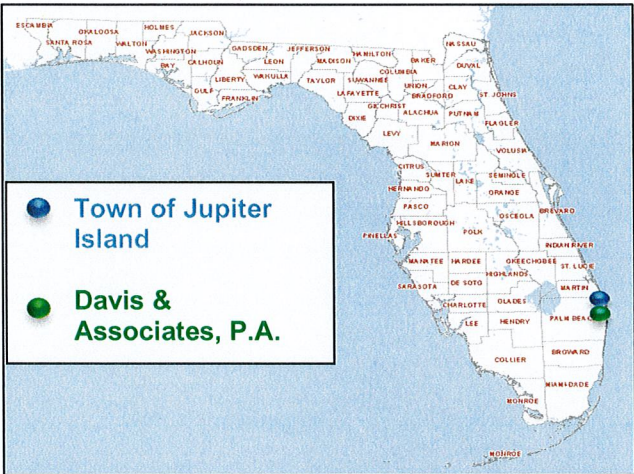 ESCAMBIA
OKALOOSA
HOLMES
JACKSON
SANTA ROSA
WALTON
WASHINGTON
BAY
CALHOUN
GADSDEN
JEFFERSON
HAMILTON
NASSAU
LEON
MADISON
BAKER
DUVAL
LIBERTY
WAKULLA
TAYLOR
SUWANNEE
COLUMBIA
GULF
FRANKLIN
LAFAYETTE
UNION
CLAY
BRADFORD
ST. JOHNS
DIXIE
GILCHRIST
ALACHUA
PUTNAM
FLAGLER
LEVY
MARION
VOLUSIA
CITRUS
SUMTER
LAKE
SEMINOLE
HERNANDO
ORANGE
PASCO
OSCEOLA
BREVARD
HILLSBOROUGH
POLK
PINELLAS
INDIAN RIVER
MANATEE
HARDEE
OKEECHOBEE
ST. LUCIE
HIGHLANDS
SARASOTA
DE SOTO
MARTIN
CHARLOTTE
GLADES
LEE
HENDRY
PALM BEACH
COLLIER
BROWARD
MIAMI-DADE
MONROE
MONROE
Town of Jupiter
Island
Davis &
Associates, P.A.